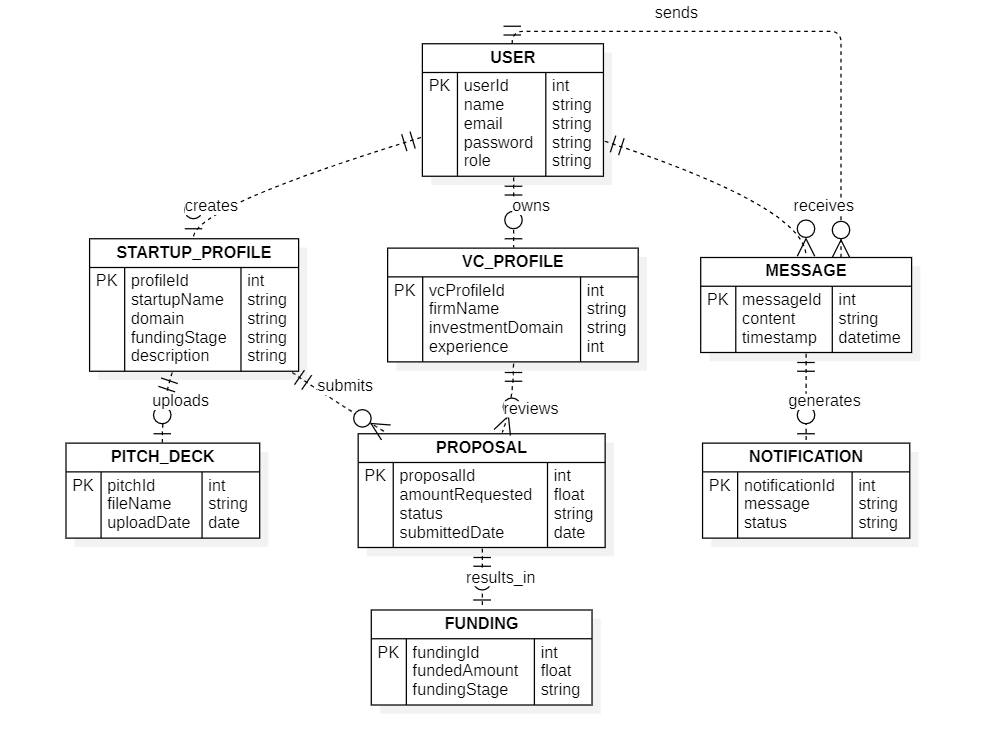 sends
USER
PK userId int
name string
email string
password string
role string
creates
owns
receives
STARTUP_PROFILE
PK profileId int
startupName string
domain string
fundingStage string
description string
VC_PROFILE
PK vcProfileId int
firmName string
investmentDomain string
experience int
MESSAGE
PK messageId int
content string
timestamp datetime
uploads
submits
reviews
generates
PITCH_DECK
PK pitchId int
fileName string
uploadDate date
PROPOSAL
PK proposalId int
amountRequested float
status string
submittedDate date
NOTIFICATION
PK notificationId int
message string
status string
results_in
FUNDING
PK fundingId int
fundedAmount float
fundingStage string